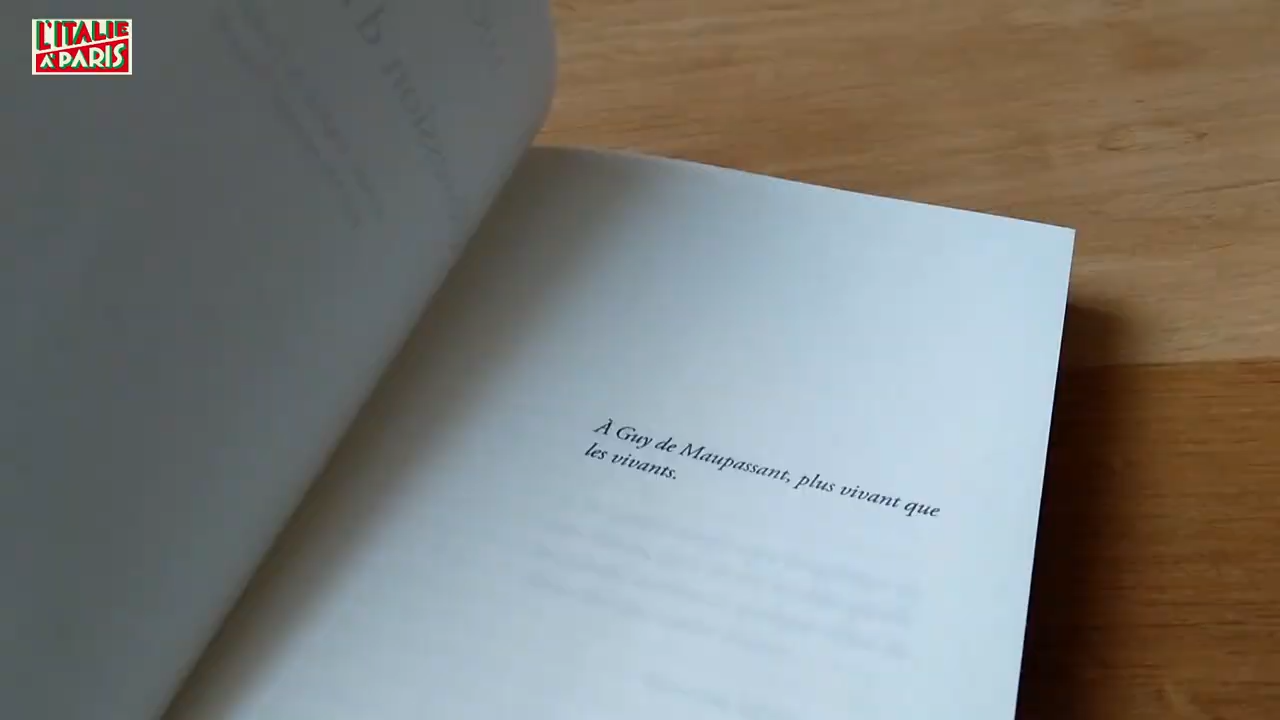 L'ITALIE
À PARIS
À Guy de Maupassant, plus vivant que
les vivants.